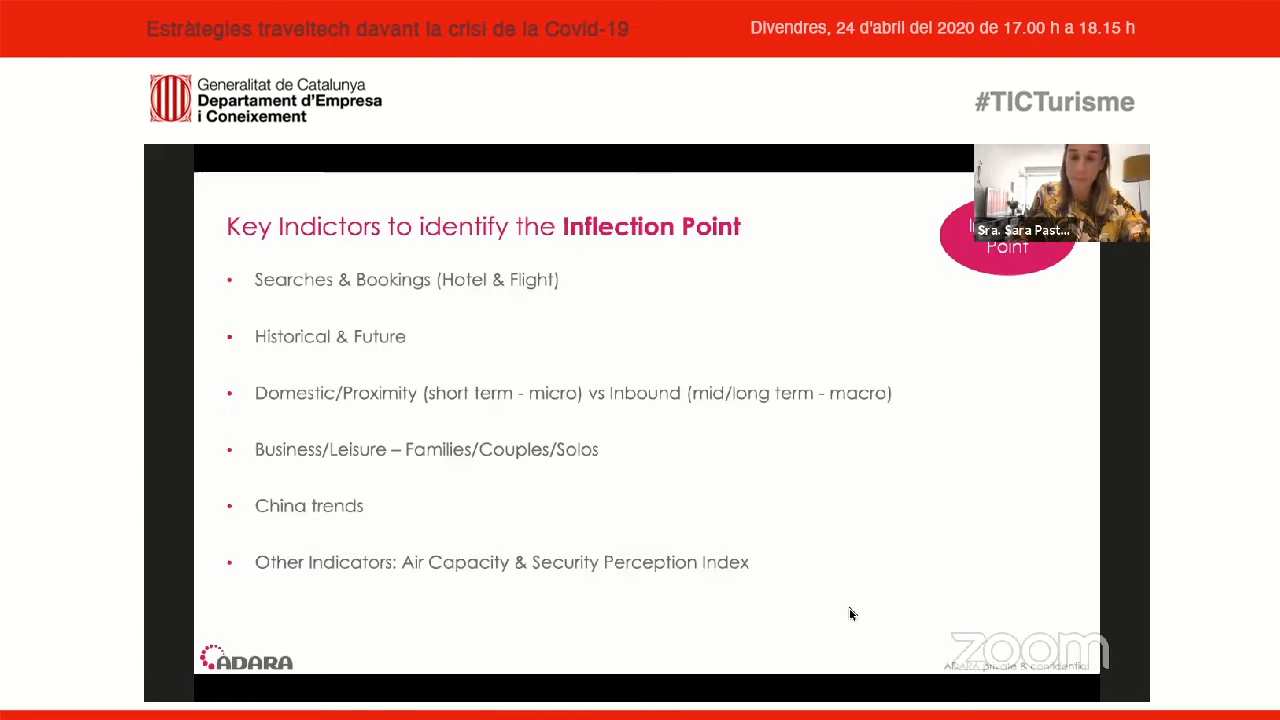 Estràtegies traveltech davant la crisi de la Covid-19
Divendres, 24 d'abril del 2020 de 17.00 h a 18.15 h
Generalitat de Catalunya
Departament d'Empresa
i Coneixement
#TICTurisme
Key Indictors to identify the Inflection Point
Sra. Sara Past...
Point
• Searches & Bookings (Hotel & Flight)
• Historical & Future
• Domestic/Proximity (short term - micro) vs Inbound (mid/long term - macro)
• Business/Leisure – Families/Couples/Solos
• China trends
• Other Indicators: Air Capacity & Security Perception Index
ADARA
zoom
ADARA private & confidential